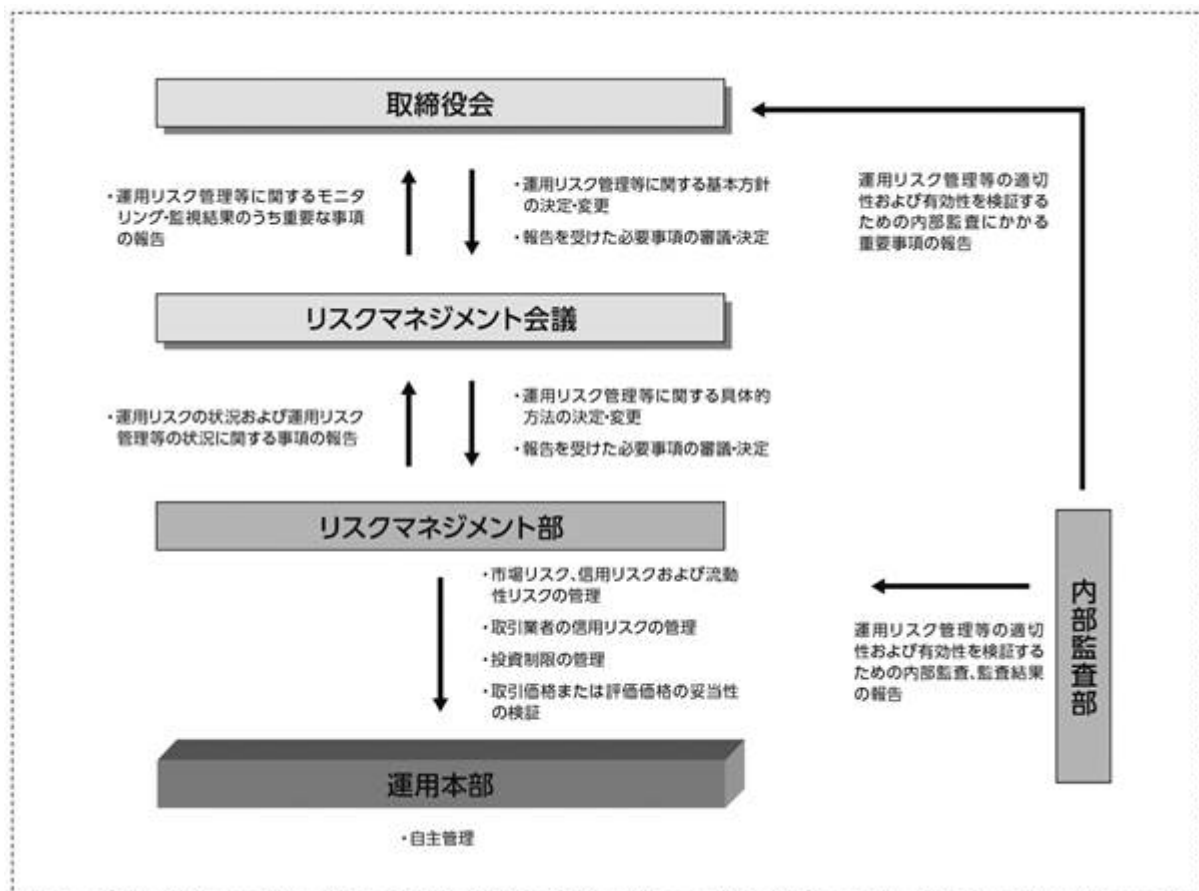 取締役会
・運用リスク管理等に関するモニタ
リング・監視結果のうち重要な事項
の報告
・運用リスク管理等に関する基本方針
の決定・変更
・報告を受けた必要事項の審議・決定
運用リスク管理等の適切
性および有効性を検証する
ための内部監査にかかる
重要事項の報告
リスクマネジメント会議
・運用リスクの状況および運用リスク
管理等の状況に関する事項の報告
・運用リスク管理等に関する具体的
方法の決定・変更
・報告を受けた必要事項の審議・決定
リスクマネジメント部
・市場リスク、信用リスクおよび流動
性リスクの管理
・取引業者の信用リスクの管理
・投資制限の管理
・取引価格または評価価格の妥当性
の検証
運用リスク管理等の適切
性および有効性を検証する
ための内部監査、監査結果
の報告
内部監査部
運用本部
・自主管理